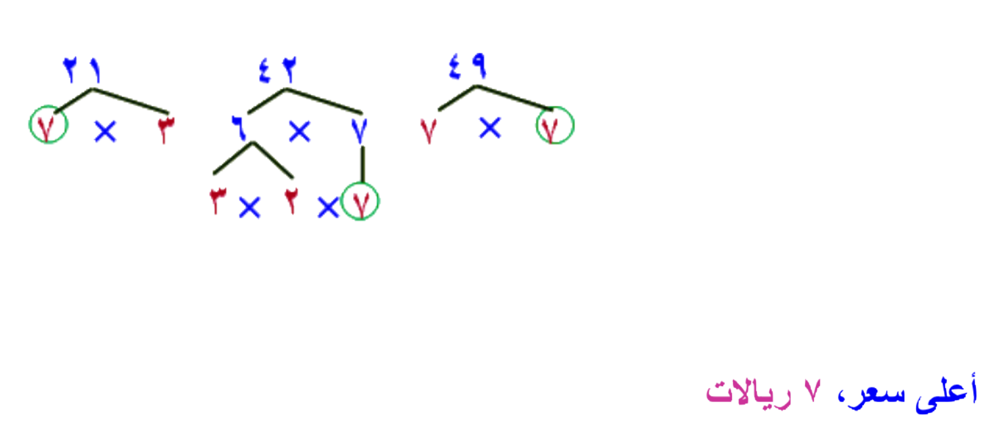 ٢١ ٤٢ ٤٩
٧ × ٣ ٦ × ٧ ٧ × ٧
٣ × ٢ × ٧
أعلى سعر، ٧ ريالات